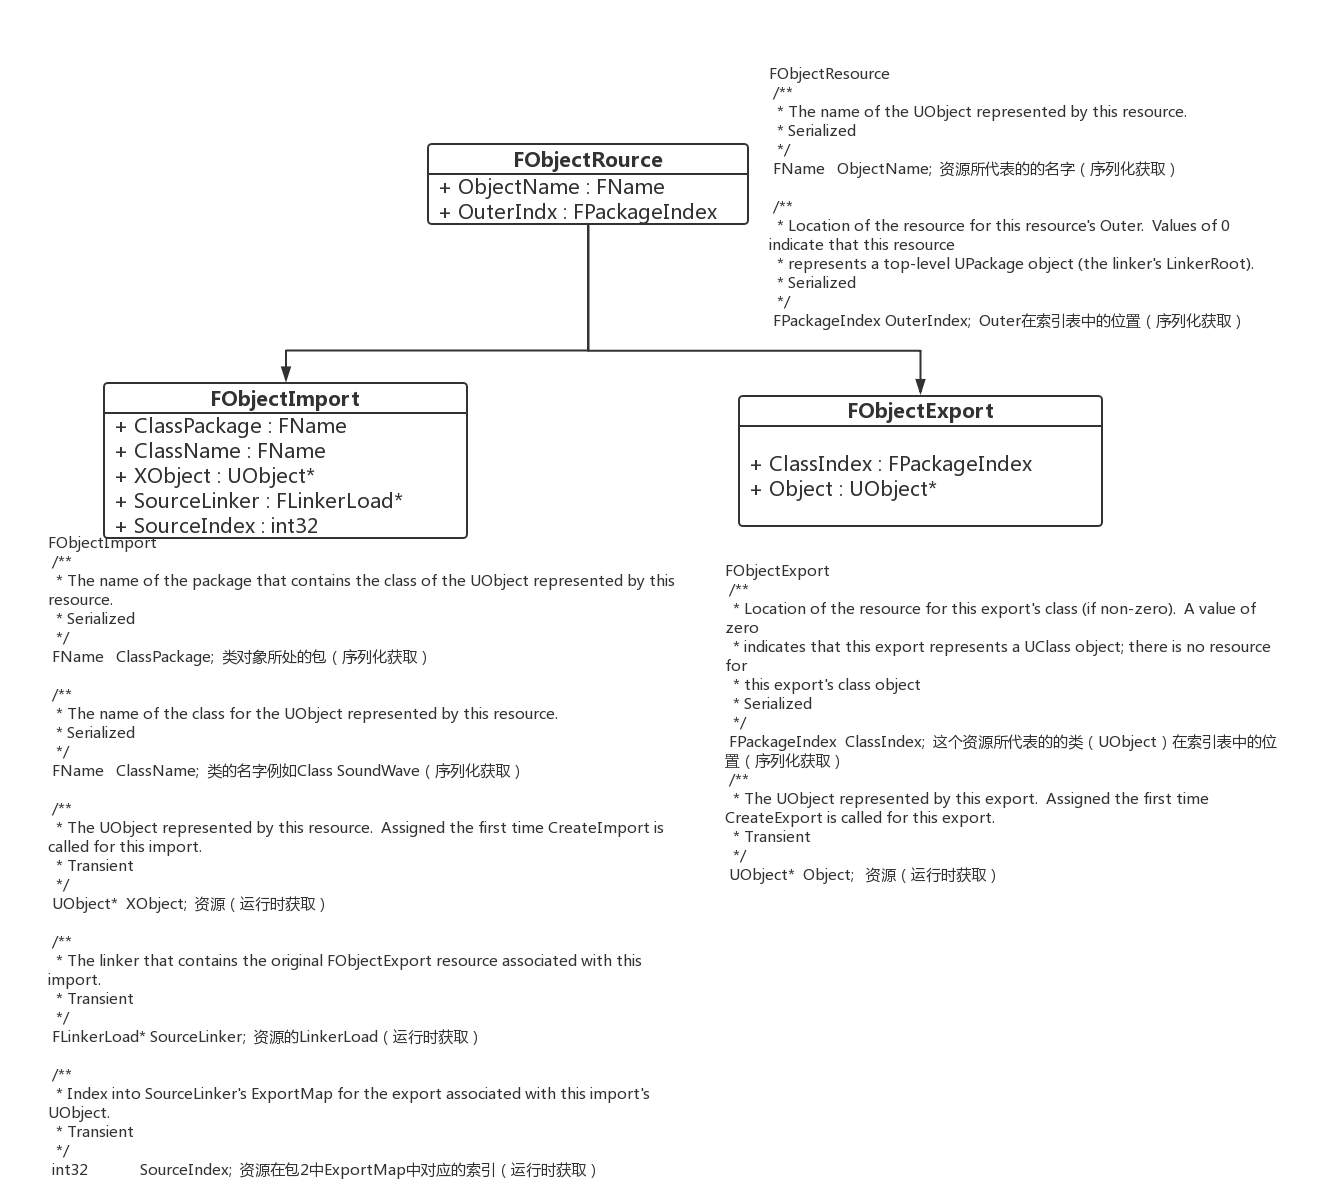 FObjectResource
/**
* The name of the UObject represented by this resource.
* Serialized
*/
FName ObjectName; 资源所代表的的名字（序列化获取）
/**
* Location of the resource for this resource's Outer. Values of 0
indicate that this resource
* represents a top-level UPackage object (the linker's LinkerRoot).
* Serialized
*/
FPackageIndex OuterIndex; Outer在索引表中的位置（序列化获取）
FObjectRource
+ ObjectName : FName
+ OuterIndx : FPackageIndex
FObjectImport
+ ClassPackage : FName
+ ClassName : FName
+ XObject : UObject*
+ SourceLinker : FLinkerLoad*
+ SourceIndex : int32
FObjectExport
+ ClassIndex : FPackageIndex
+ Object : UObject*
FObjectImport
/**
* The name of the package that contains the class of the UObject represented by this
resource.
* Serialized
*/
FName ClassPackage; 类对象所处的包（序列化获取）
/**
* The name of the class for the UObject represented by this resource.
* Serialized
*/
FName ClassName; 类的名字例如Class SoundWave（序列化获取）
/**
* The UObject represented by this resource. Assigned the first time CreateImport is
called for this import.
* Transient
*/
UObject* XObject; 资源（运行时获取）
/**
* The linker that contains the original FObjectExport resource associated with this
import.
* Transient
*/
FLinkerLoad* SourceLinker; 资源的LinkerLoad（运行时获取）
/**
* Index into SourceLinker's ExportMap for the export associated with this import's
UObject.
* Transient
*/
int32 SourceIndex; 资源在包2中ExportMap中对应的索引（运行时获取）
FObjectExport
/**
* Location of the resource for this export's class (if non-zero). A value of
zero
* indicates that this export represents a UClass object; there is no resource
for
* this export's class object
* Serialized
*/
FPackageIndex ClassIndex; 这个资源所代表的的类（UObject）在索引表中的位
置（序列化获取）
/**
* The UObject represented by this export. Assigned the first time
CreateExport is called for this export.
* Transient
*/
UObject* Object; 资源（运行时获取）